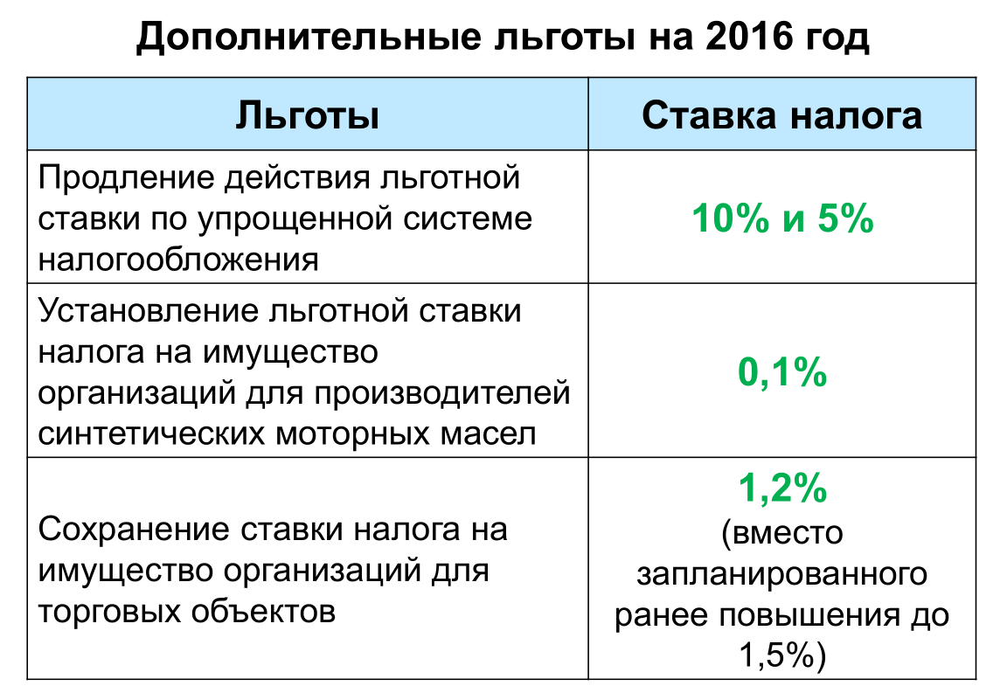 Дополнительные льготы на 2016 год
Льготы
Ставка налога
Продление действия льготной
ставки по упрощенной системе
налогообложения
10% и 5%
Установление льготной ставки
налога на имущество
организаций для производителей
синтетических моторных масел
0,1%
Сохранение ставки налога на
имущество организаций для
торговых объектов
1,2%
(вместо
запланированного
ранее повышения до
1,5%)